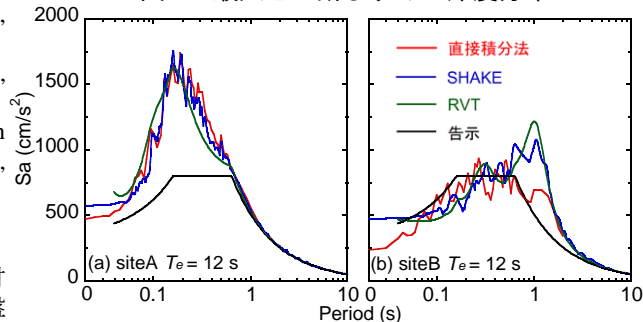 2000
1500
1000
500
0
Sa (cm/s²)
(a) siteA Te = 12 s
0
0.1
1
10
直接積分法
SHAKE
RVT
告示
(b) siteB Te = 12 s
0
0.1
1
10
Period (s)